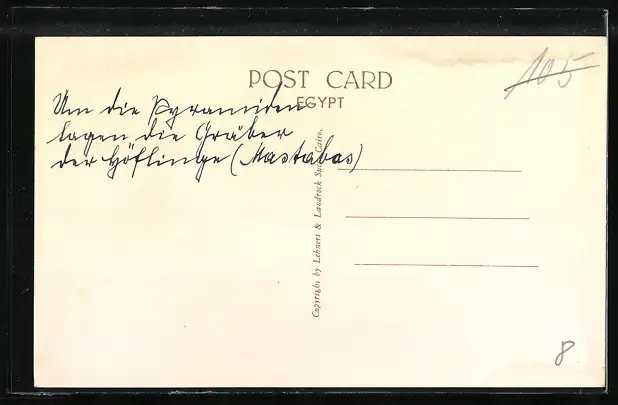 POST CARD
EGYPT
105
Um die Pyramiden
lagen die Gräber
der Höflinge (Mastabas)
Copyright by Lehnert & Landrock Succ. Cairo.
8